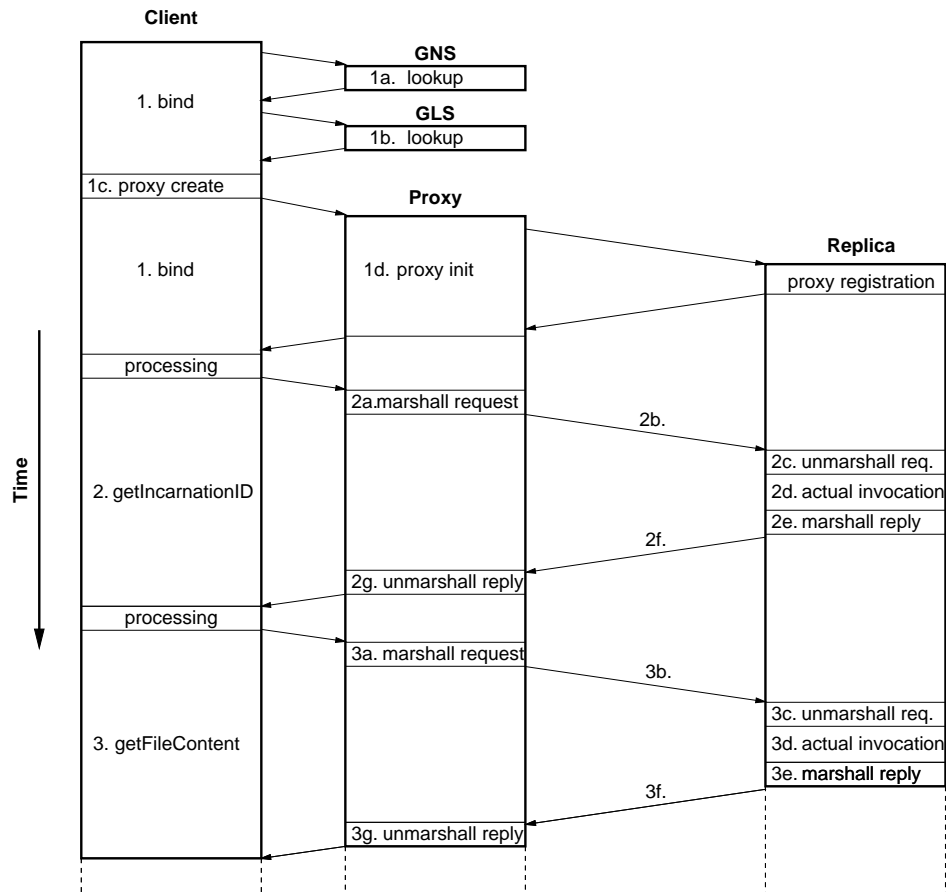 Client
GNS
1a. lookup
1. bind
GLS
1b. lookup
1c. proxy create
Proxy
Replica
1. bind
1d. proxy init
proxy registration
processing
2a.marshall request
2b.
Time
2c. unmarshall req.
2. getIncarnationID
2d. actual invocation
2e. marshall reply
2f.
2g. unmarshall reply
processing
3a. marshall request
3b.
3c. unmarshall req.
3. getFileContent
3d. actual invocation
3e. marshall reply
3f.
3g. unmarshall reply